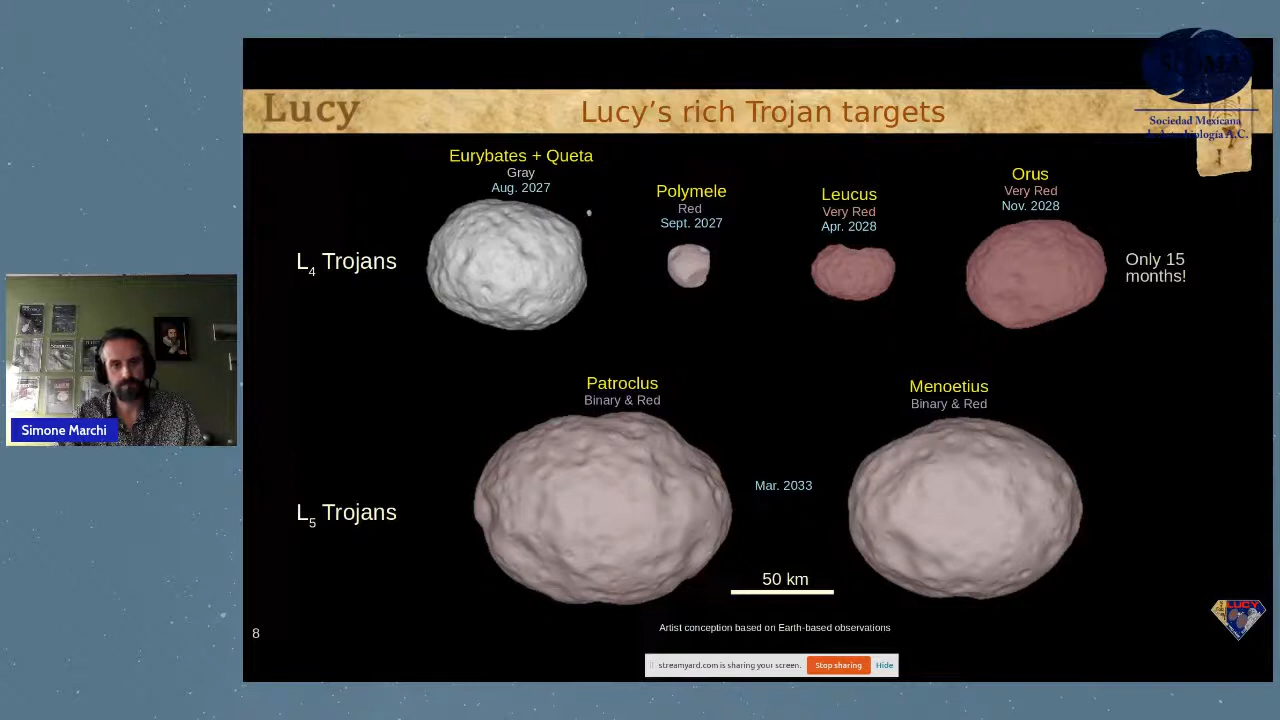 Lucy
Lucy's rich Trojan targets
Sociedad Mexicana
de Astrobiología A.C.
Eurybates + Queta
Gray
Aug. 2027
Polymele
Red
Sept. 2027
Leucus
Very Red
Apr. 2028
Orus
Very Red
Nov. 2028
L4 Trojans
Only 15
months!
Patroclus
Binary & Red
Menoetius
Binary & Red
Simone Marchi
Mar. 2033
L5 Trojans
50 km
LUCY
Artist conception based on Earth-based observations
8
streamyard.com is sharing your screen.
Stop sharing
Hide